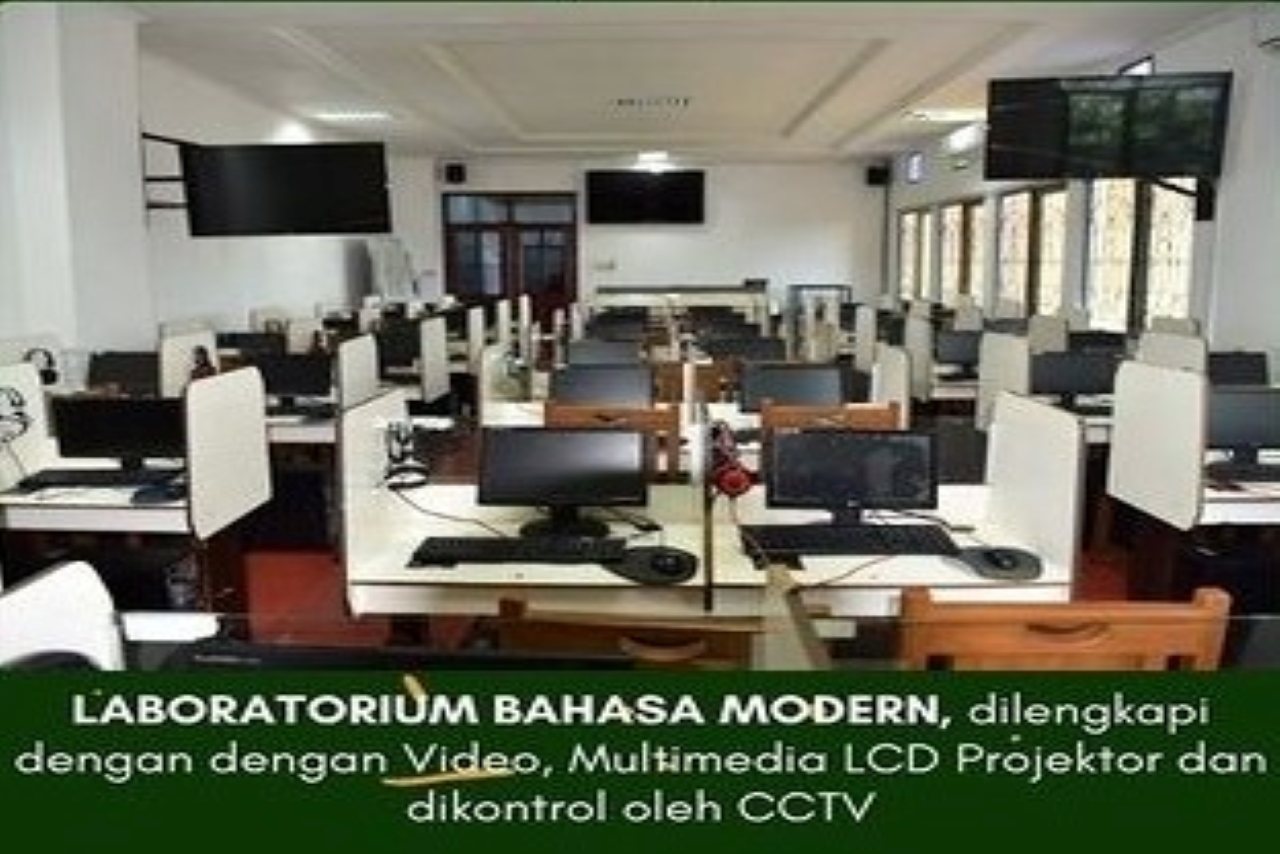 LABORATORIUM BAHASA MODERN, dilengkapi
dengan dengan Video, Multimedia LCD Projektor dan
dikontrol oleh CCTV